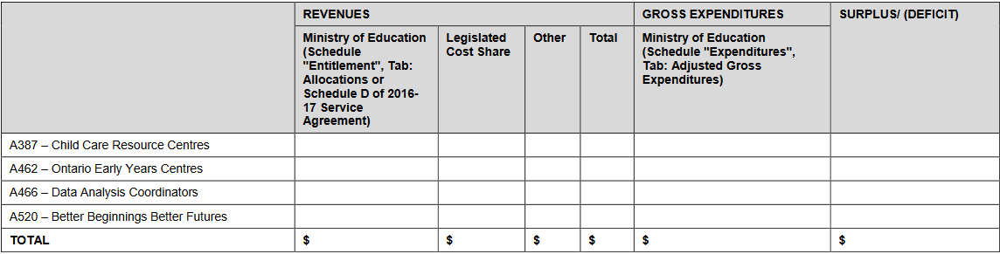 REVENUES
GROSS EXPENDITURES
SURPLUS/ (DEFICIT)
Ministry of Education
(Schedule
"Entitlement", Tab:
Allocations or
Schedule D of 2016-
17 Service
Agreement)
Legislated
Cost Share
Other
Total
Ministry of Education
(Schedule "Expenditures",
Tab: Adjusted Gross
Expenditures)
A387 – Child Care Resource Centres
A462 – Ontario Early Years Centres
A466 – Data Analysis Coordinators
A520 – Better Beginnings Better Futures
TOTAL $ $ $ $ $ $